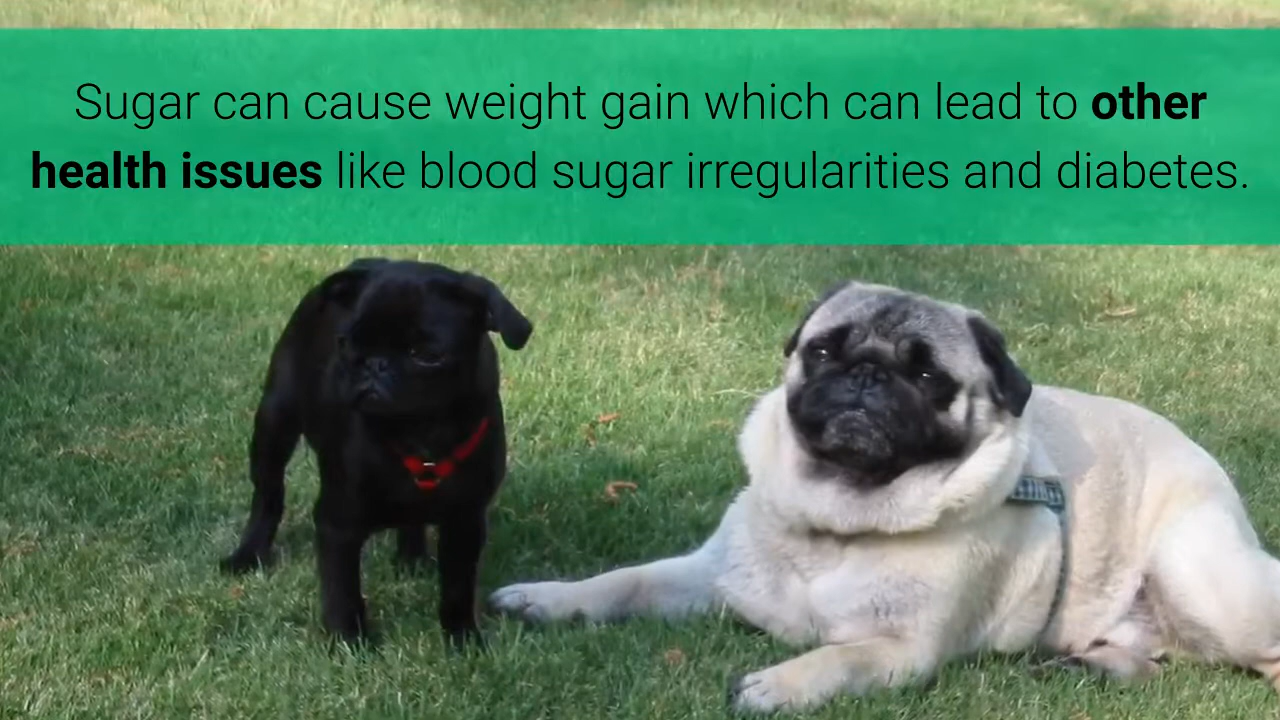 Sugar can cause weight gain which can lead to other
health issues like blood sugar irregularities and diabetes.